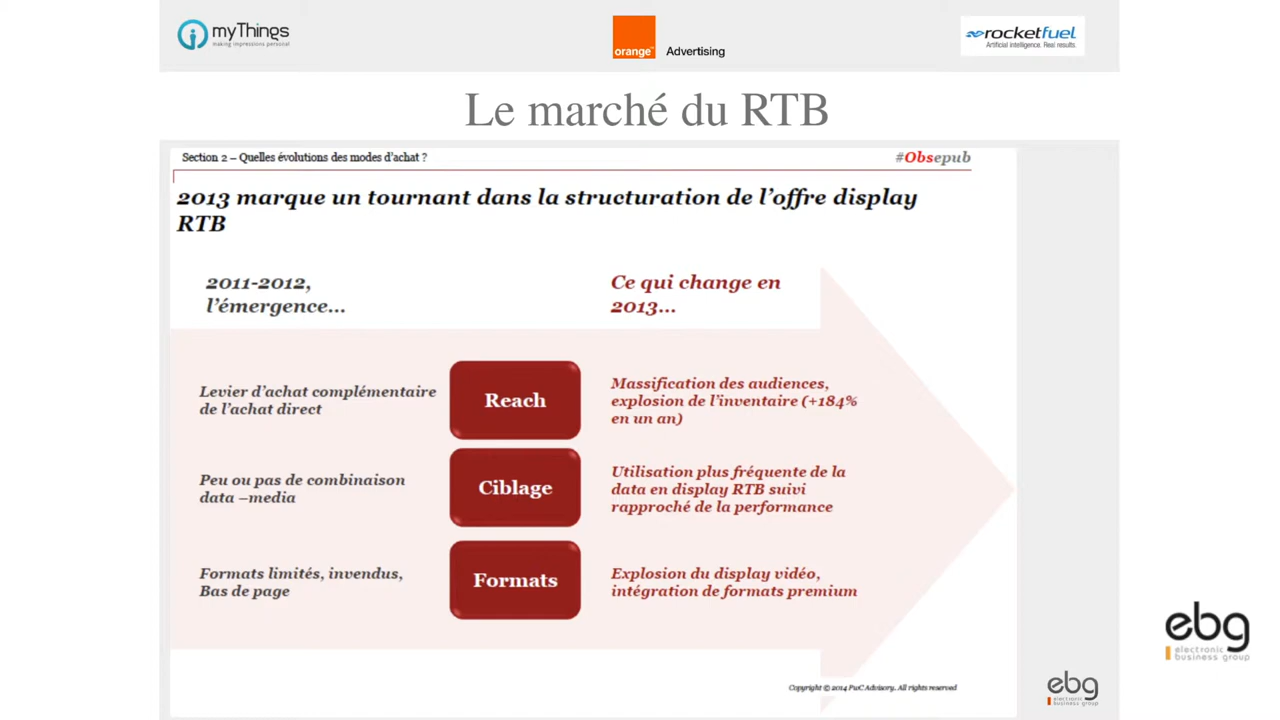 myThings
making impressions personal
orange™
Advertising
rocketfuel
Artificial intelligence. Real results.
Le marché du RTB
Section 2 – Quelles évolutions des modes d'achat ?
#Obsepub
2013 marque un tournant dans la structuration de l'offre display
RTB
2011-2012,
l'émergence...
Ce qui change en
2013...
Levier d'achat complémentaire
de l'achat direct
Reach
Massification des audiences,
explosion de l'inventaire (+184%
en un an)
Peu ou pas de combinaison
data –media
Ciblage
Utilisation plus fréquente de la
data en display RTB suivi
rapproché de la performance
Formats limités, invendus,
Bas de page
Formats
Explosion du display vidéo,
intégration de formats premium
Copyright © 2014 PwC Advisory. All rights reserved
ebg
electronic
business group
ebg
electronic
business group